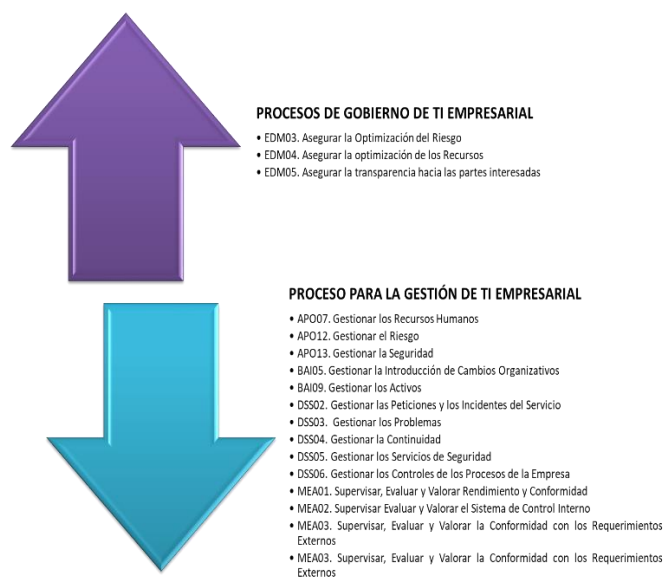 PROCESOS DE GOBIERNO DE TI EMPRESARIAL
• EDM03. Asegurar la Optimización del Riesgo
• EDM04. Asegurar la optimización de los Recursos
• EDM05. Asegurar la transparencia hacia las partes interesadas
PROCESO PARA LA GESTIÓN DE TI EMPRESARIAL
• APO07. Gestionar los Recursos Humanos
• APO12. Gestionar el Riesgo
• APO13. Gestionar la Seguridad
• BAI05. Gestionar la Introducción de Cambios Organizativos
• BAI09. Gestionar los Activos
• DSS02. Gestionar las Peticiones y los Incidentes del Servicio
• DSS03. Gestionar los Problemas
• DSS04. Gestionar la Continuidad
• DSS05. Gestionar los Servicios de Seguridad
• DSS06. Gestionar los Controles de los Procesos de la Empresa
• MEA01. Supervisar, Evaluar y Valorar Rendimiento y Conformidad
• MEA02. Supervisar Evaluar y Valorar el Sistema de Control Interno
• MEA03. Supervisar, Evaluar y Valorar la Conformidad con los Requerimientos
Externos
• MEA03. Supervisar, Evaluar y Valorar la Conformidad con los Requerimientos
Externos